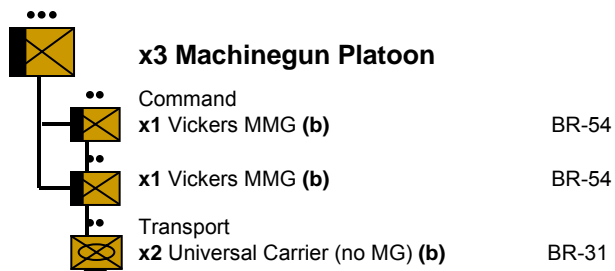 x3 Machinegun Platoon
Command
x1 Vickers MMG (b) BR-54
x1 Vickers MMG (b) BR-54
Transport
x2 Universal Carrier (no MG) (b) BR-31